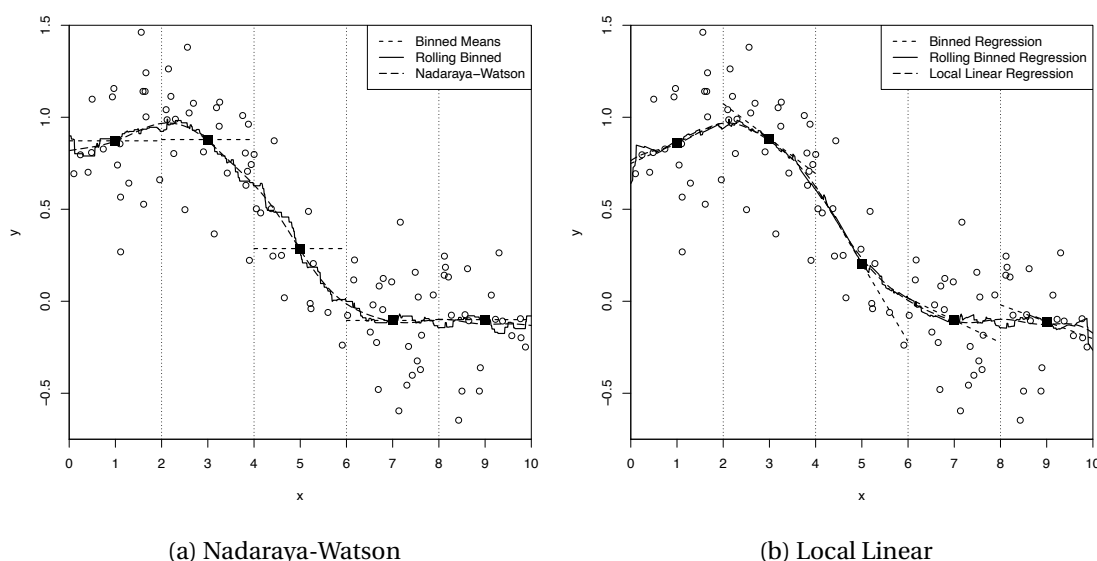 1.5
1.0
0.5
0.0
−0.5
y
0 1 2 3 4 5 6 7 8 9 10
x
Binned Means
Rolling Binned
Nadaraya−Watson
(a) Nadaraya-Watson
1.5
1.0
0.5
0.0
−0.5
y
0 1 2 3 4 5 6 7 8 9 10
x
Binned Regression
Rolling Binned Regression
Local Linear Regression
(b) Local Linear